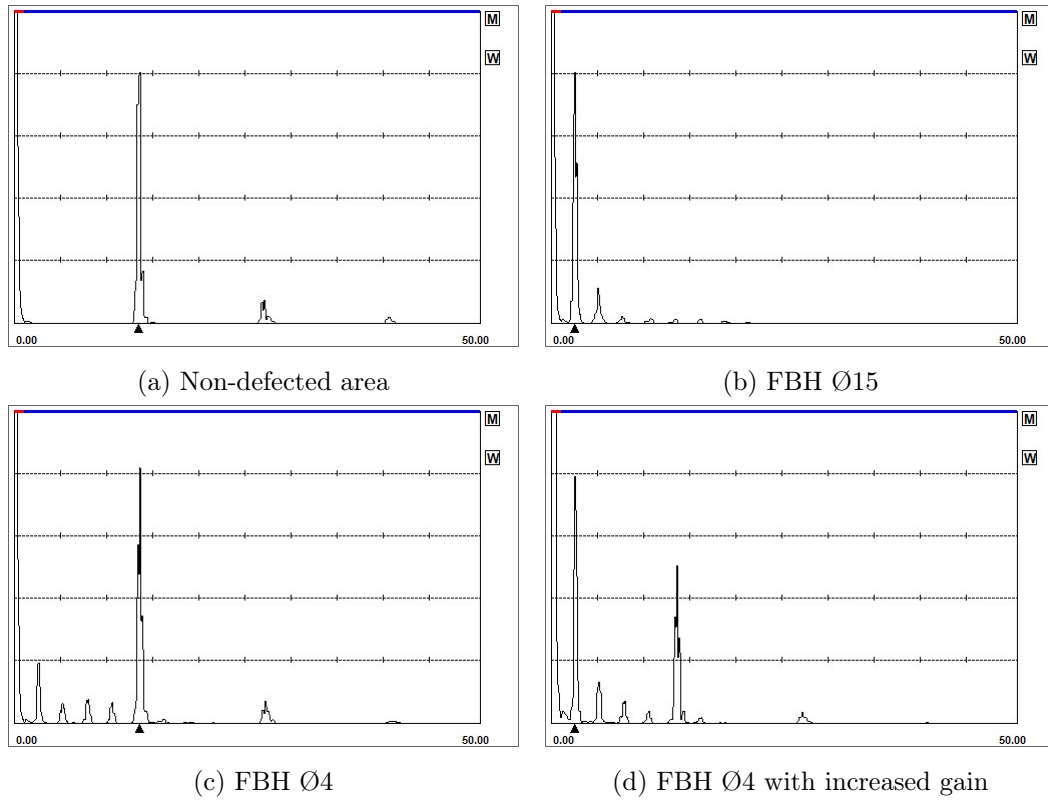 M
W
0.00 50.00
(a) Non-defected area
M
W
0.00 50.00
(b) FBH Ø15
M
W
0.00 50.00
(c) FBH Ø4
M
W
0.00 50.00
(d) FBH Ø4 with increased gain